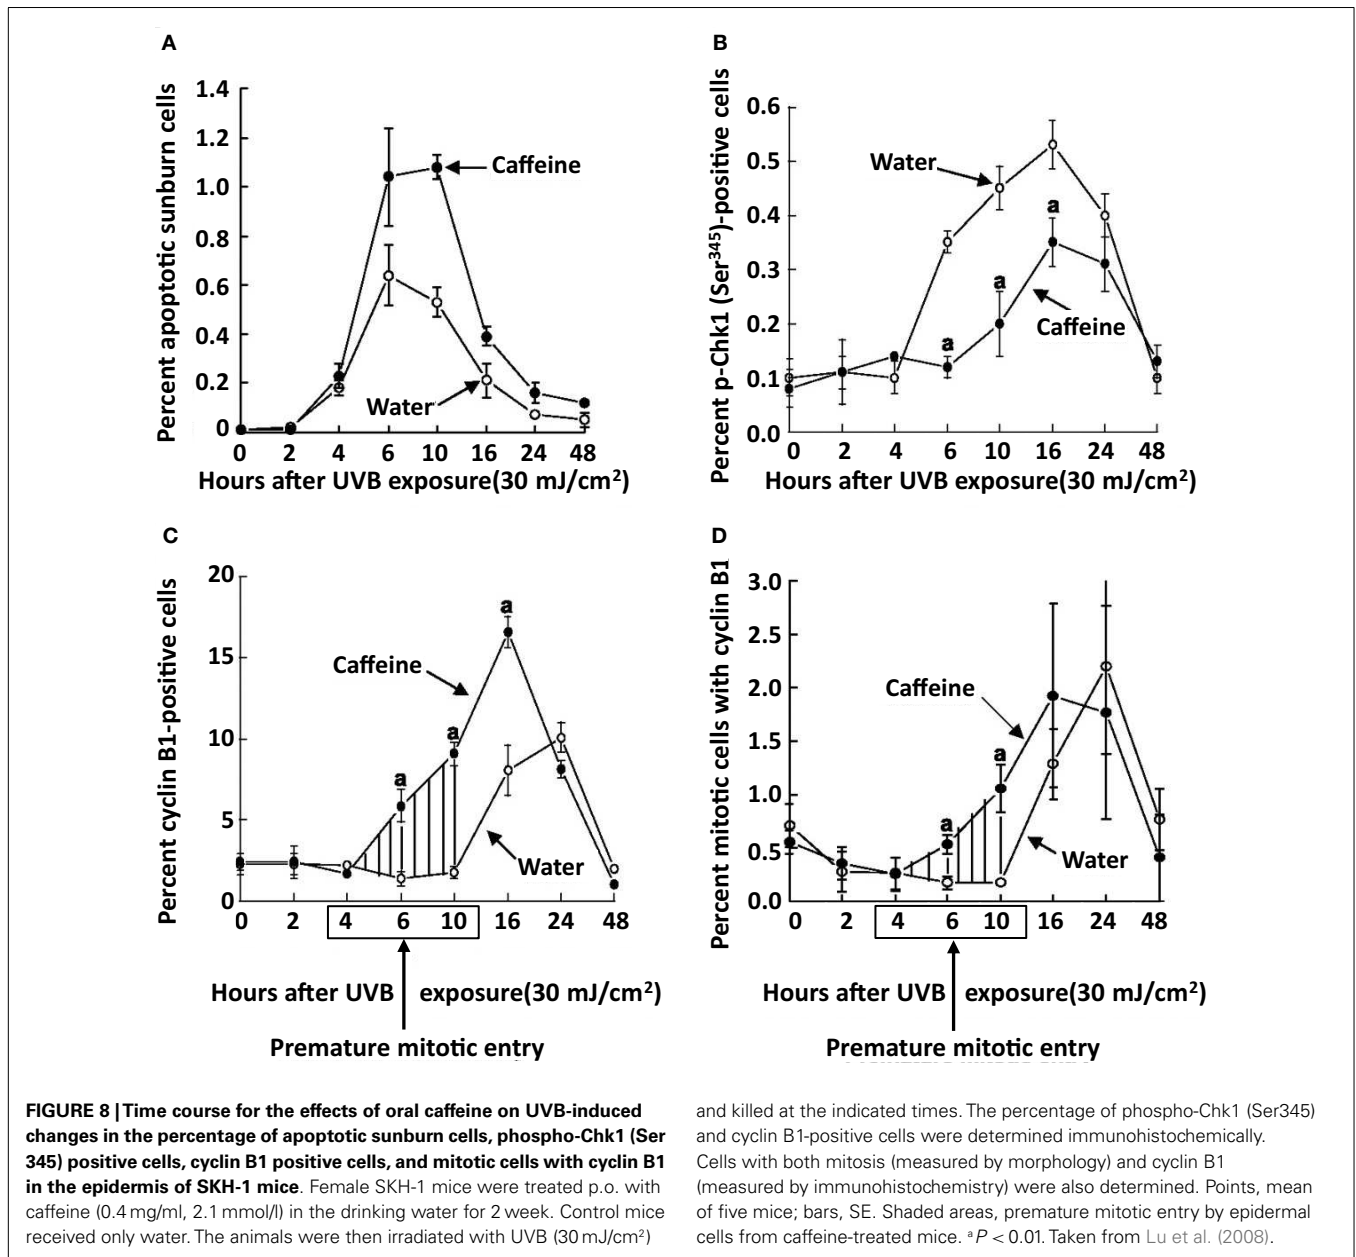 A
Percent apoptotic sunburn cells
1.4
1.2
1.0
0.8
0.6
0.4
0.2
0
Caffeine
Water
0 2 4 6 10 16 24 48
Hours after UVB exposure(30 mJ/cm²)
B
Percent p-Chk1 (Ser³⁴⁵)-positive cells
0.6
0.5
0.4
0.3
0.2
0.1
0.0
Water
a
a
a
Caffeine
0 2 4 6 10 16 24 48
Hours after UVB exposure(30 mJ/cm²)
C
Percent cyclin B1-positive cells
20
15
10
5
0
a
Caffeine
a
a
Water
0 2 4 6 10 16 24 48
Hours after UVB exposure(30 mJ/cm²)
Premature mitotic entry
D
Percent mitotic cells with cyclin B1
3.0
2.5
2.0
1.5
1.0
0.5
0.0
Caffeine
a
a
Water
0 2 4 6 10 16 24 48
Hours after UVB exposure(30 mJ/cm²)
Premature mitotic entry
FIGURE 8 | Time course for the effects of oral caffeine on UVB-induced
changes in the percentage of apoptotic sunburn cells, phospho-Chk1 (Ser
345) positive cells, cyclin B1 positive cells, and mitotic cells with cyclin B1
in the epidermis of SKH-1 mice. Female SKH-1 mice were treated p.o. with
caffeine (0.4 mg/ml, 2.1 mmol/l) in the drinking water for 2 week. Control mice
received only water. The animals were then irradiated with UVB (30 mJ/cm²)
and killed at the indicated times. The percentage of phospho-Chk1 (Ser345)
and cyclin B1-positive cells were determined immunohistochemically.
Cells with both mitosis (measured by morphology) and cyclin B1
(measured by immunohistochemistry) were also determined. Points, mean
of five mice; bars, SE. Shaded areas, premature mitotic entry by epidermal
cells from caffeine-treated mice. ᵃP < 0.01. Taken from Lu et al. (2008).